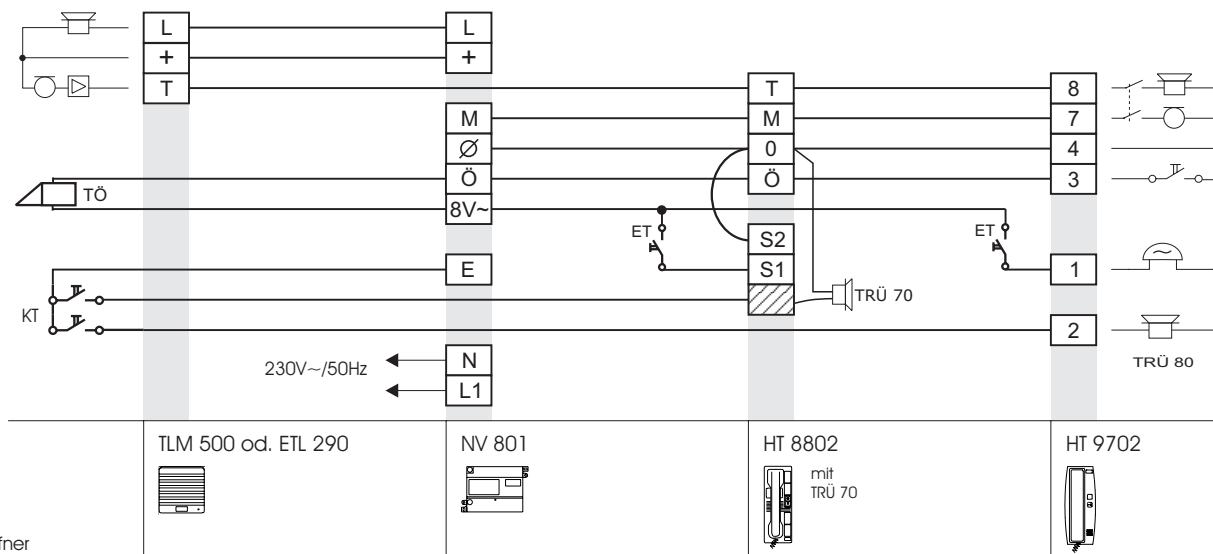 L L
+ +
T T 8
M M 7
Ø 0 4
Ö Ö 3
TÖ
8V~
ET ET
S2
E S1 1
TRÜ 70
KT
2
TRÜ 80
230V~/50Hz N
L1
TLM 500 od. ETL 290 NV 801 HT 8802 HT 9702
mit
TRÜ 70
fner